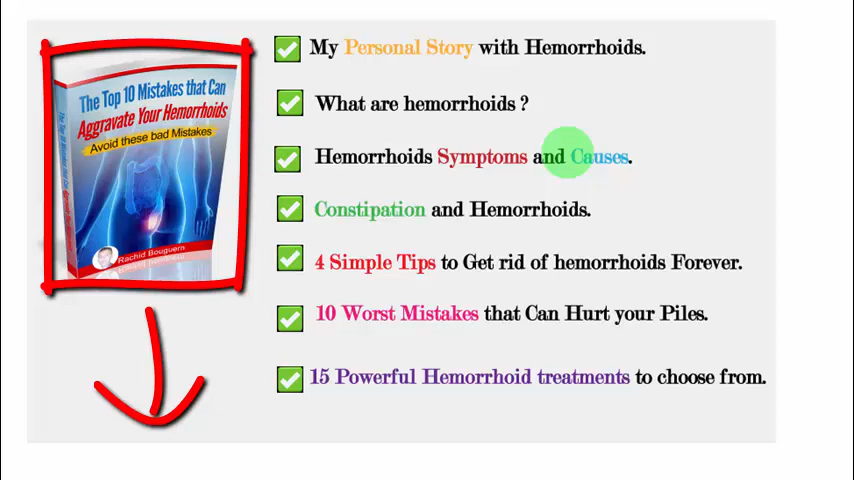 The Top 10 Mistakes that Can
Aggravate Your Hemorrhoids
Avoid these bad Mistakes
Rachid Bouguern
My Personal Story with Hemorrhoids.
What are hemorrhoids ?
Hemorrhoids Symptoms and Causes.
Constipation and Hemorrhoids.
4 Simple Tips to Get rid of hemorrhoids Forever.
10 Worst Mistakes that Can Hurt your Piles.
15 Powerful Hemorrhoid treatments to choose from.